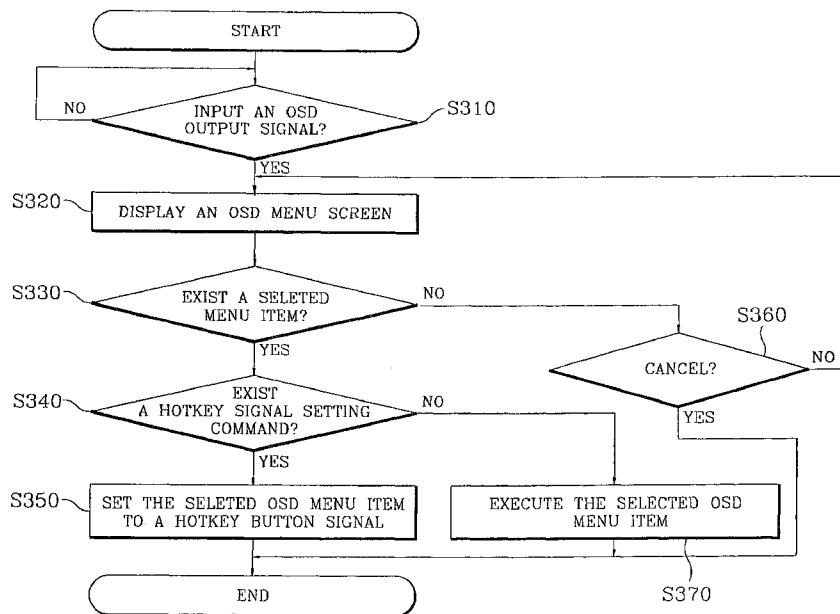 START
NO
INPUT AN OSD
OUTPUT SIGNAL?
S310
YES
S320
DISPLAY AN OSD MENU SCREEN
S330
EXIST A SELETED
MENU ITEM?
NO
YES
S360
CANCEL?
NO
YES
S340
EXIST
A HOTKEY SIGNAL SETTING
COMMAND?
NO
YES
S350
SET THE SELETED OSD MENU ITEM
TO A HOTKEY BUTTON SIGNAL
EXECUTE THE SELECTED OSD
MENU ITEM
S370
END